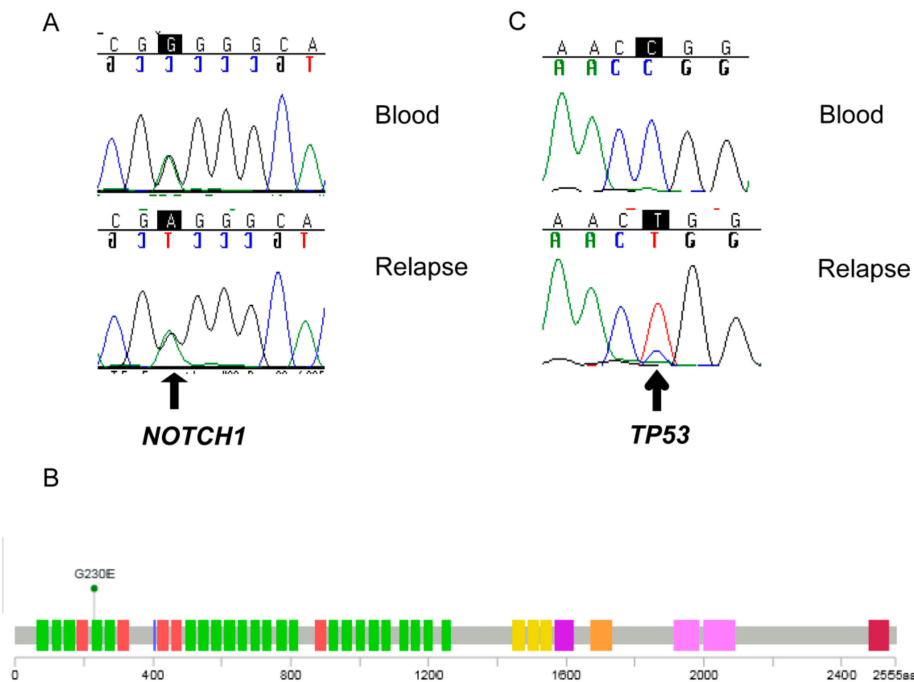 A
C G G G G G C A
Blood
C G A G G G C A
Relapse
NOTCH1
C
A A C C G G
A A C C G G
Blood
A A C T G G
A A C T G G
Relapse
TP53
B
G230E
0 400 800 1200 1600 2000 2400 2555aa